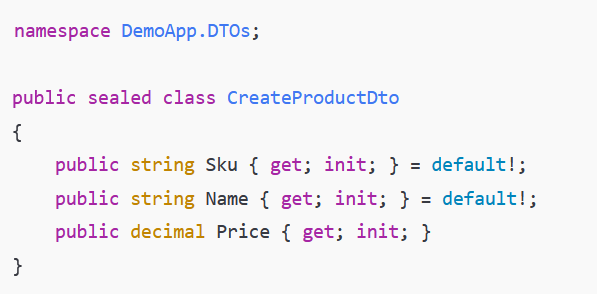 namespace DemoApp.DTOs;
public sealed class CreateProductDto
{
    public string Sku { get; init; } = default!;
    public string Name { get; init; } = default!;
    public decimal Price { get; init; }
}